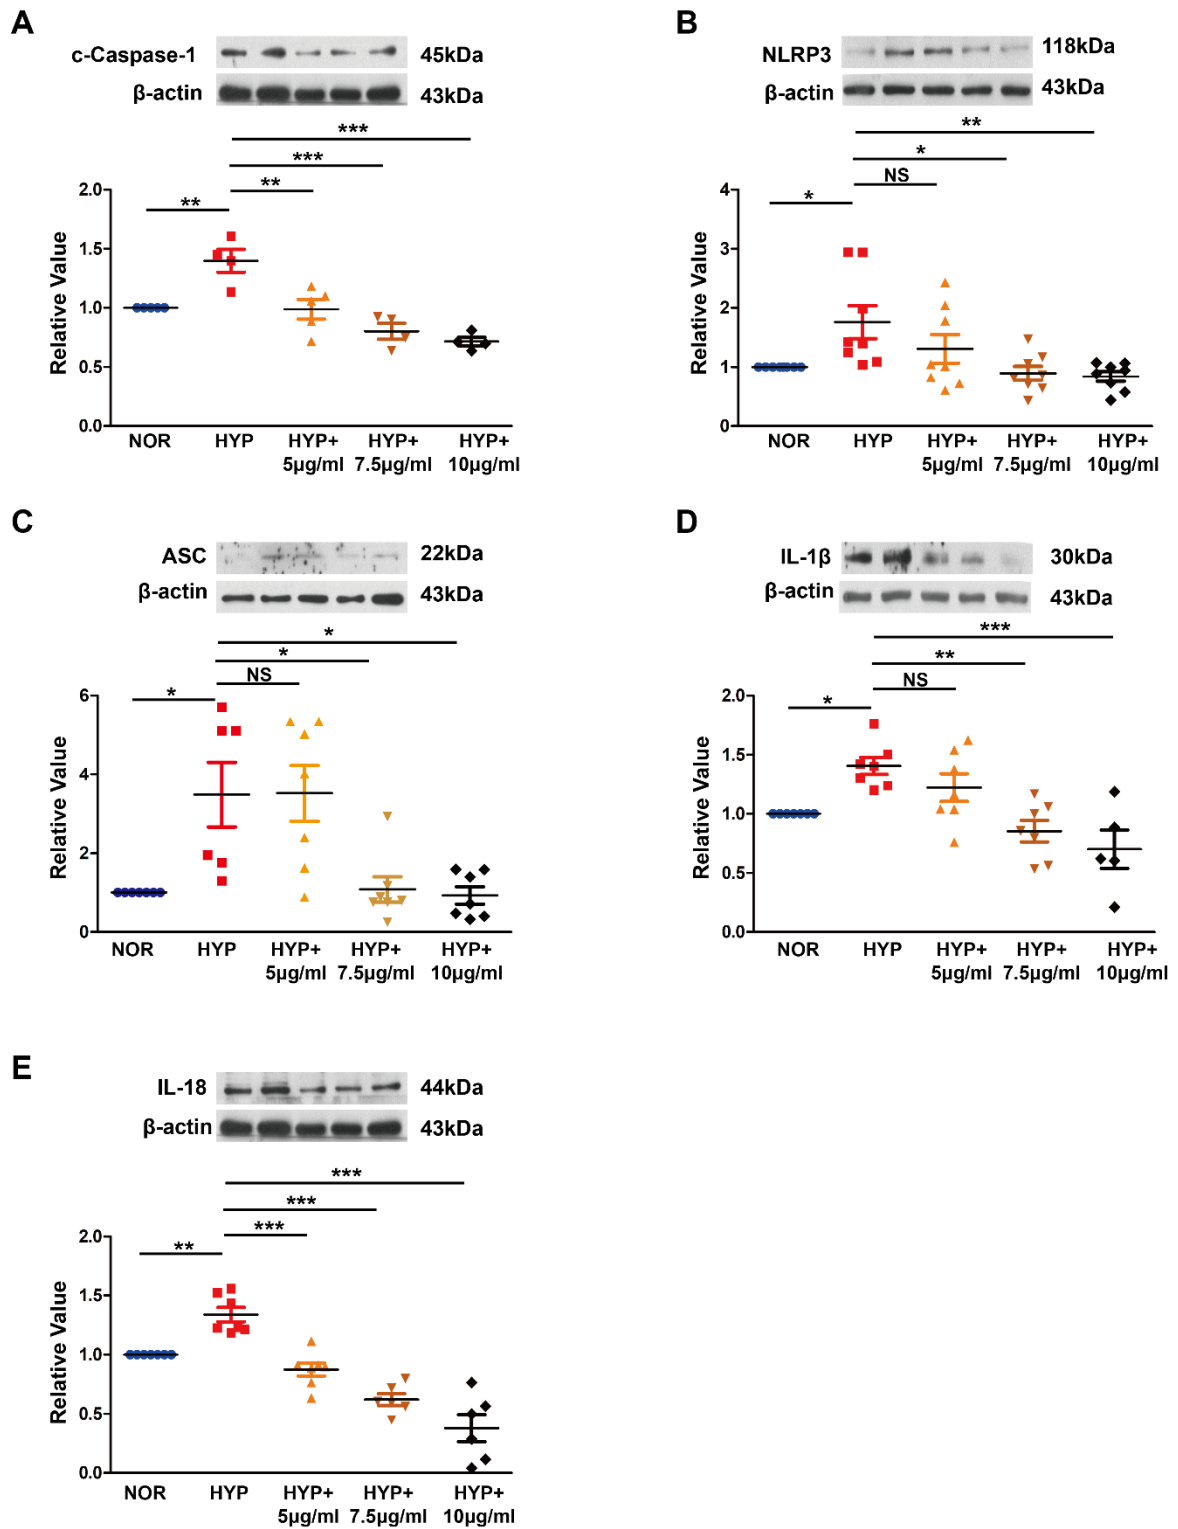 A
c-Caspase-1 45kDa
β-actin 43kDa
***
***
**
**
2.0
1.5
1.0
0.5
0.0
Relative Value
NOR HYP HYP+ HYP+ HYP+
5µg/ml 7.5µg/ml 10µg/ml
B
NLRP3 118kDa
β-actin 43kDa
**
*
NS
*
4
3
2
1
0
Relative Value
NOR HYP HYP+ HYP+ HYP+
5µg/ml 7.5µg/ml 10µg/ml
C
ASC 22kDa
β-actin 43kDa
*
*
NS
*
6
4
2
0
Relative Value
NOR HYP HYP+ HYP+ HYP+
5µg/ml 7.5µg/ml 10µg/ml
D
IL-1β 30kDa
β-actin 43kDa
***
**
NS
*
2.0
1.5
1.0
0.5
0.0
Relative Value
NOR HYP HYP+ HYP+ HYP+
5µg/ml 7.5µg/ml 10µg/ml
E
IL-18 44kDa
β-actin 43kDa
***
***
***
**
2.0
1.5
1.0
0.5
0.0
Relative Value
NOR HYP HYP+ HYP+ HYP+
5µg/ml 7.5µg/ml 10µg/ml